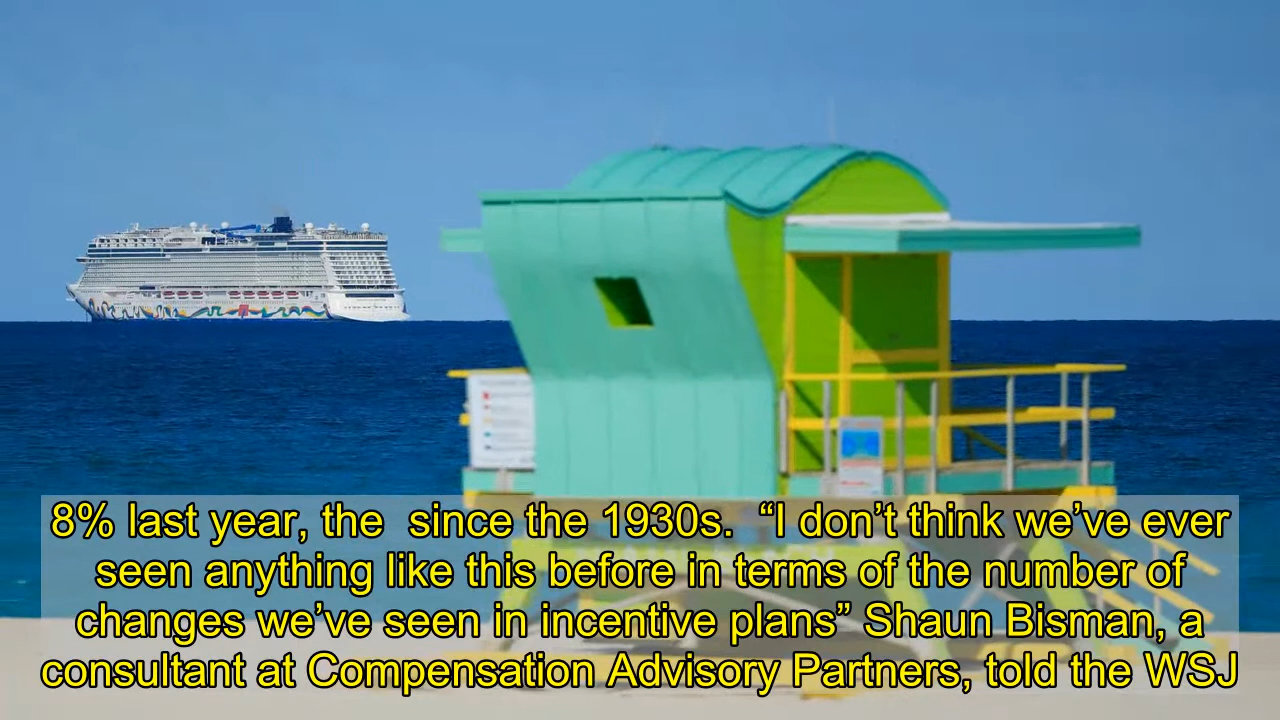 8% last year, the  since the 1930s.  “I don’t think we’ve ever
seen anything like this before in terms of the number of
changes we’ve seen in incentive plans” Shaun Bisman, a
consultant at Compensation Advisory Partners, told the WSJ